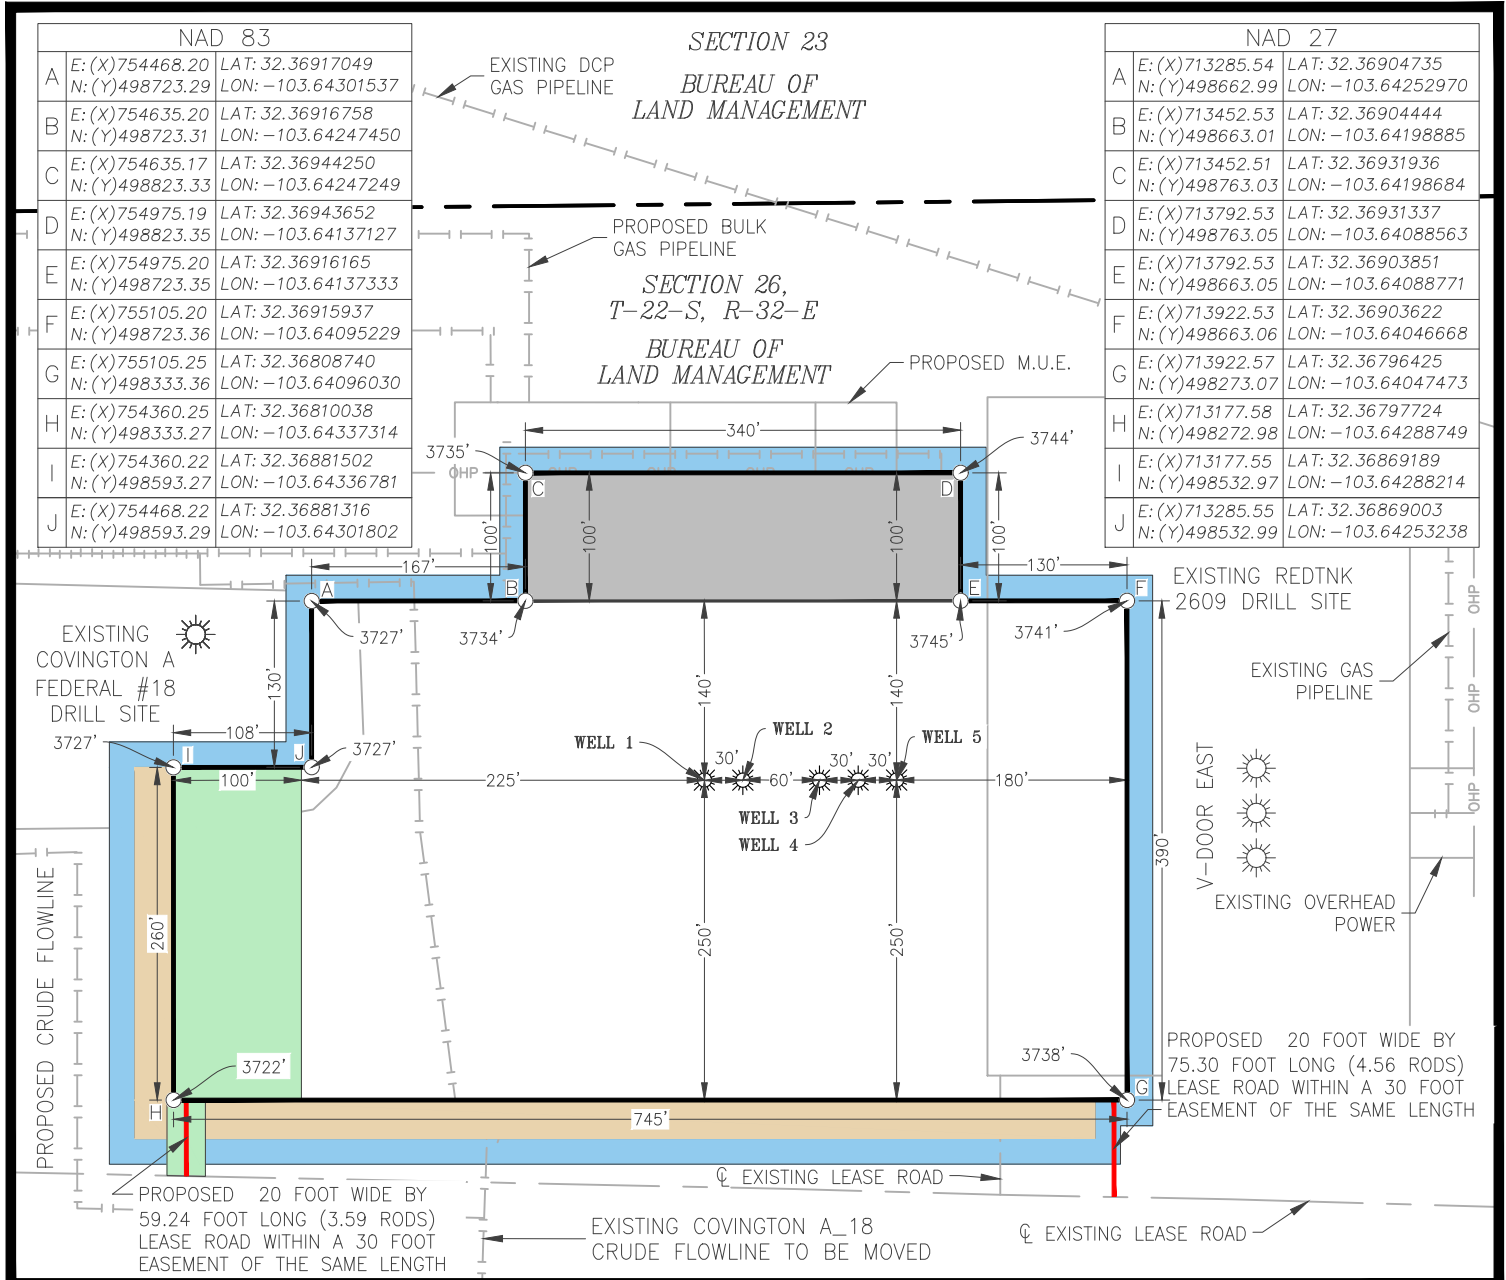 NAD 83
A E:(X)754468.20 LAT: 32.36917049
N:(Y)498723.29 LON:-103.64301537
B E:(X)754635.20 LAT: 32.36916758
N:(Y)498723.31 LON:-103.64247450
C E:(X)754635.17 LAT: 32.36944250
N:(Y)498823.33 LON:-103.64247249
D E:(X)754975.19 LAT: 32.36943652
N:(Y)498823.35 LON:-103.64137127
E E:(X)754975.20 LAT: 32.36916165
N:(Y)498723.35 LON:-103.64137333
F E:(X)755105.20 LAT: 32.36915937
N:(Y)498723.36 LON:-103.64095229
G E:(X)755105.25 LAT: 32.36808740
N:(Y)498333.36 LON:-103.64096030
H E:(X)754360.25 LAT: 32.36810038
N:(Y)498333.27 LON:-103.64337314
I E:(X)754360.22 LAT: 32.36881502
N:(Y)498593.27 LON:-103.64336781
J E:(X)754468.22 LAT: 32.36881316
N:(Y)498593.29 LON:-103.64301802
NAD 27
A E:(X)713285.54 LAT: 32.36904735
N:(Y)498662.99 LON:-103.64252970
B E:(X)713452.53 LAT: 32.36904444
N:(Y)498663.01 LON:-103.64198885
C E:(X)713452.51 LAT: 32.36931936
N:(Y)498763.03 LON:-103.64198684
D E:(X)713792.53 LAT: 32.36931337
N:(Y)498763.05 LON:-103.64088563
E E:(X)713792.53 LAT: 32.36903851
N:(Y)498663.05 LON:-103.64088771
F E:(X)713922.53 LAT: 32.36903622
N:(Y)498663.06 LON:-103.64046668
G E:(X)713922.57 LAT: 32.36796425
N:(Y)498273.07 LON:-103.64047473
H E:(X)713177.58 LAT: 32.36797724
N:(Y)498272.98 LON:-103.64288749
I E:(X)713177.55 LAT: 32.36869189
N:(Y)498532.97 LON:-103.64288214
J E:(X)713285.55 LAT: 32.36869003
N:(Y)498532.99 LON:-103.64253238
SECTION 23
BUREAU OF
LAND MANAGEMENT
EXISTING DCP
GAS PIPELINE
PROPOSED BULK
GAS PIPELINE
SECTION 26,
T-22-S, R-32-E
BUREAU OF
LAND MANAGEMENT
PROPOSED M.U.E.
340'
3735'
3744'
OHP
OHP
OHP
OHP
OHP
C
D
100'
100'
100'
100'
167'
130'
A
B
E
F
3727'
3734'
3745'
3741'
EXISTING REDTNK
2609 DRILL SITE
OHP
EXISTING
COVINGTON A
FEDERAL #18
DRILL SITE
130'
140'
140'
EXISTING GAS
PIPELINE
OHP
108'
3727'
I
J
3727'
WELL 1
WELL 2
WELL 5
100'
225'
30'
60'
30'
30'
180'
WELL 3
WELL 4
V-DOOR EAST
OHP
390'
260'
250'
250'
EXISTING OVERHEAD
POWER
PROPOSED CRUDE FLOWLINE
3722'
3738'
H
G
745'
PROPOSED 20 FOOT WIDE BY
75.30 FOOT LONG (4.56 RODS)
LEASE ROAD WITHIN A 30 FOOT
EASEMENT OF THE SAME LENGTH
℄ EXISTING LEASE ROAD
PROPOSED 20 FOOT WIDE BY
59.24 FOOT LONG (3.59 RODS)
LEASE ROAD WITHIN A 30 FOOT
EASEMENT OF THE SAME LENGTH
EXISTING COVINGTON A_18
CRUDE FLOWLINE TO BE MOVED
℄ EXISTING LEASE ROAD